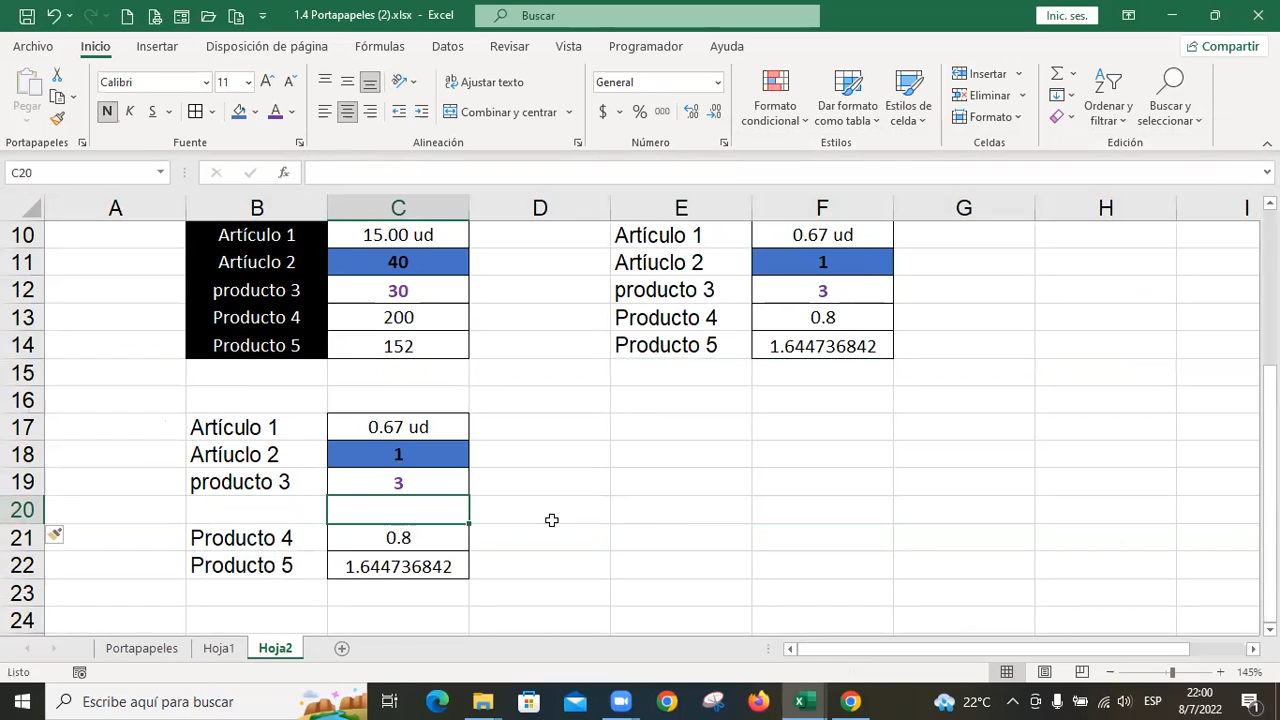 1.4 Portapapeles (2).xlsx - Excel
Buscar
Inic. ses.
Archivo
Inicio
Insertar
Disposición de página
Fórmulas
Datos
Revisar
Vista
Programador
Ayuda
Compartir
Pegar
Calibri
11
N
K
S
Ajustar texto
Combinar y centrar
General
$
%
000
Formato condicional
Dar formato como tabla
Estilos de celda
Insertar
Eliminar
Formato
Ordenar y filtrar
Buscar y seleccionar
Portapapeles
Fuente
Alineación
Número
Estilos
Celdas
Edición
C20
fx
A B C D E F G H I
10 Artículo 1 15.00 ud Artículo 1 0.67 ud
11 Artíuclo 2 40 Artíuclo 2 1
12 producto 3 30 producto 3 3
13 Producto 4 200 Producto 4 0.8
14 Producto 5 152 Producto 5 1.644736842
15
16
17 Artículo 1 0.67 ud
18 Artíuclo 2 1
19 producto 3 3
20
21 Producto 4 0.8
22 Producto 5 1.644736842
23
24
Portapapeles
Hoja1
Hoja2
Listo
145%
Escribe aquí para buscar
22°C
ESP
22:00
8/7/2022
1